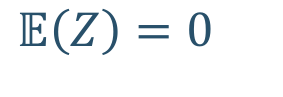 𝔼(Z) = 0